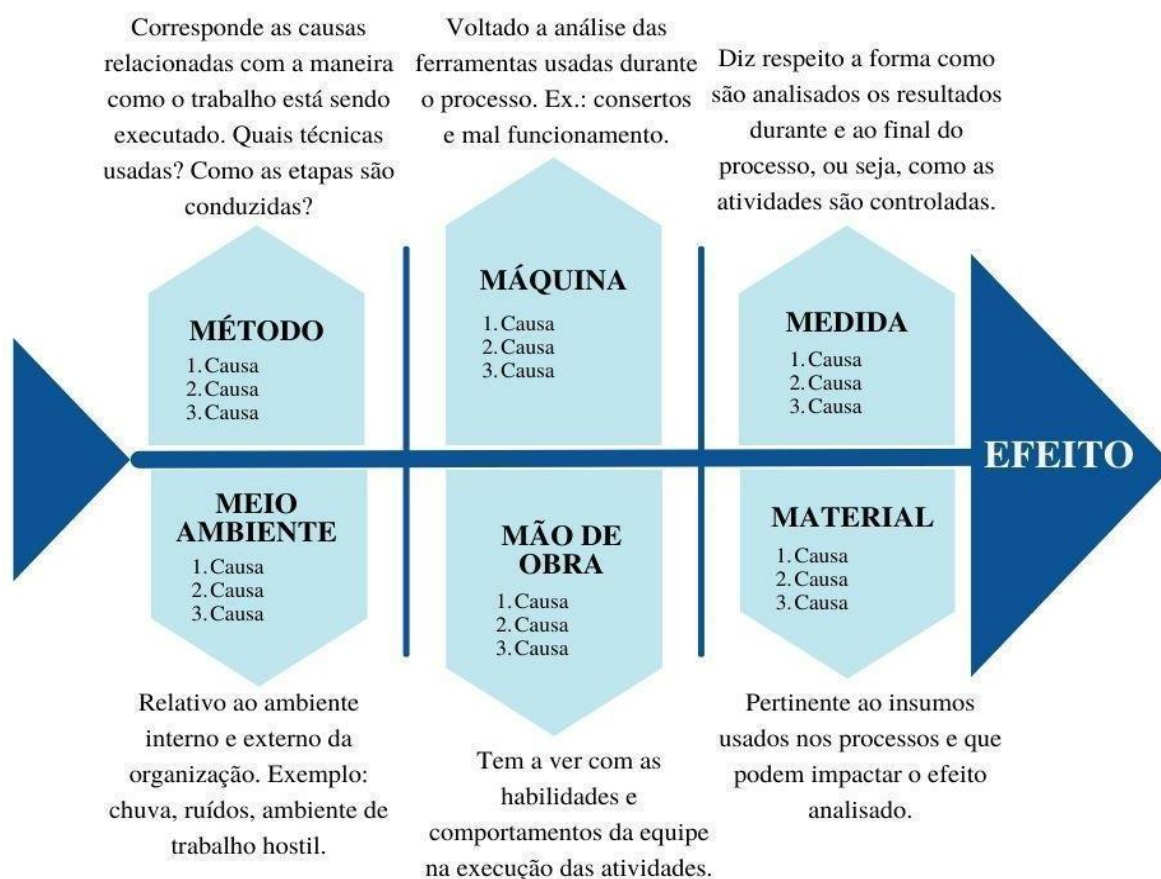 Corresponde as causas
relacionadas com a maneira
como o trabalho está sendo
executado. Quais técnicas
usadas? Como as etapas são
conduzidas?
Voltado a análise das
ferramentas usadas durante
o processo. Ex.: consertos
e mal funcionamento.
Diz respeito a forma como
são analisados os resultados
durante e ao final do
processo, ou seja, como as
atividades são controladas.
MÉTODO
1. Causa
2. Causa
3. Causa
MÁQUINA
1. Causa
2. Causa
3. Causa
MEDIDA
1. Causa
2. Causa
3. Causa
EFEITO
MEIO
AMBIENTE
1. Causa
2. Causa
3. Causa
MÃO DE
OBRA
1. Causa
2. Causa
3. Causa
MATERIAL
1. Causa
2. Causa
3. Causa
Relativo ao ambiente
interno e externo da
organização. Exemplo:
chuva, ruídos, ambiente de
trabalho hostil.
Tem a ver com as
habilidades e
comportamentos da equipe
na execução das atividades.
Pertinente ao insumos
usados nos processos e que
podem impactar o efeito
analisado.